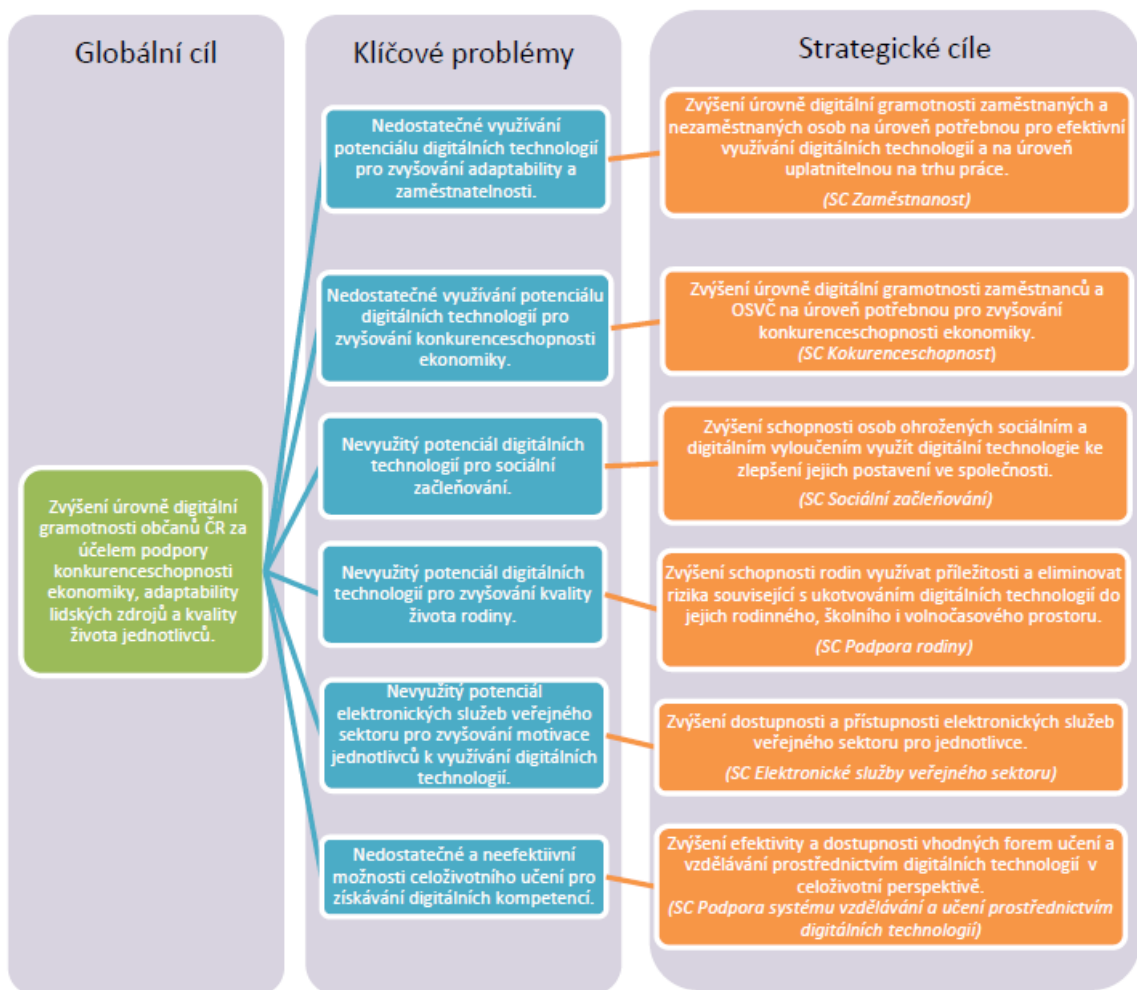 Globální cíl
Zvýšení úrovně digitální
gramotnosti občanů ČR za
účelem podpory
konkurenceschopnosti
ekonomiky, adaptability
lidských zdrojů a kvality
života jednotlivců.
Klíčové problémy
Nedostatečné využívání
potenciálu digitálních technologií
pro zvyšování adaptability a
zaměstnatelnosti.
Nedostatečné využívání potenciálu
digitálních technologií pro
zvyšování konkurenceschopnosti
ekonomiky.
Nevyužitý potenciál digitálních
technologií pro sociální
začleňování.
Nevyužitý potenciál digitálních
technologií pro zvyšování kvality
života rodiny.
Nevyužitý potenciál
elektronických služeb veřejného
sektoru pro zvyšování motivace
jednotlivců k využívání digitálních
technologií.
Nedostatečné a neefektiivní
možnosti celoživotního učení pro
získávání digitálních kompetencí.
Strategické cíle
Zvýšení úrovně digitální gramotnosti zaměstnaných a
nezaměstnaných osob na úroveň potřebnou pro efektivní
využívání digitálních technologií a na úroveň
uplatnitelnou na trhu práce.
(SC Zaměstnanost)
Zvýšení úrovně digitální gramotnosti zaměstnanců a
OSVČ na úroveň potřebnou pro zvyšování
konkurenceschopnosti ekonomiky.
(SC Kokurenceschopnost)
Zvýšení schopnosti osob ohrožených sociálním a
digitálním vyloučením využít digitální technologie ke
zlepšení jejich postavení ve společnosti.
(SC Sociální začleňování)
Zvýšení schopnosti rodin využívat příležitosti a eliminovat
rizika související s ukotvováním digitálních technologií do
jejich rodinného, školního i volnočasového prostoru.
(SC Podpora rodiny)
Zvýšení dostupnosti a přístupnosti elektronických služeb
veřejného sektoru pro jednotlivce.
(SC Elektronické služby veřejného sektoru)
Zvýšení efektivity a dostupnosti vhodných forem učení a
vzdělávání prostřednictvím digitálních technologií v
celoživotní perspektivě.
(SC Podpora systému vzdělávání a učení prostřednictvím
digitálních technologií)